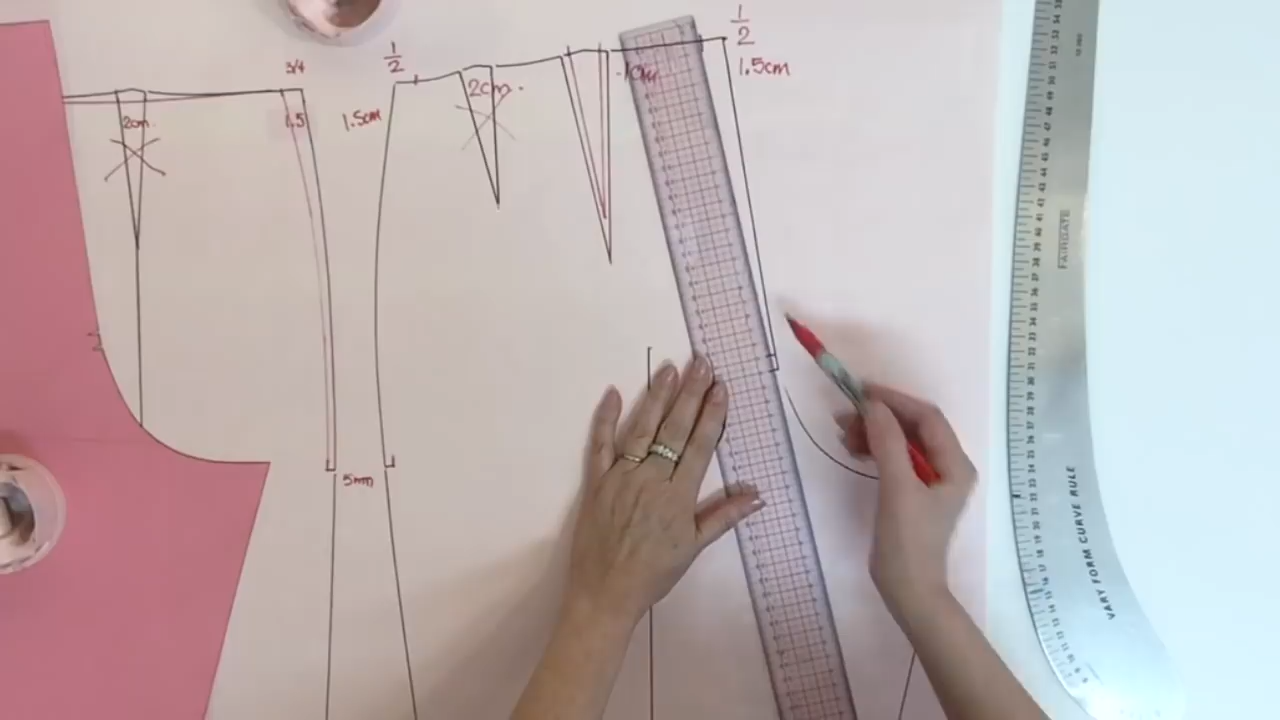 3/4
1/2
1/2
2cm.
1.5
1.5cm
2cm.
1.5cm
5mm
FAIRGATE
VARY FORM CURVE RULE